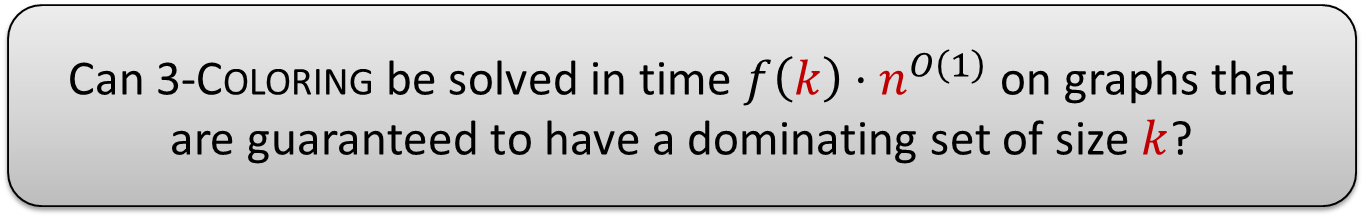 Can 3-COLORING be solved in time f(k) · n^{O(1)} on graphs that
are guaranteed to have a dominating set of size k?